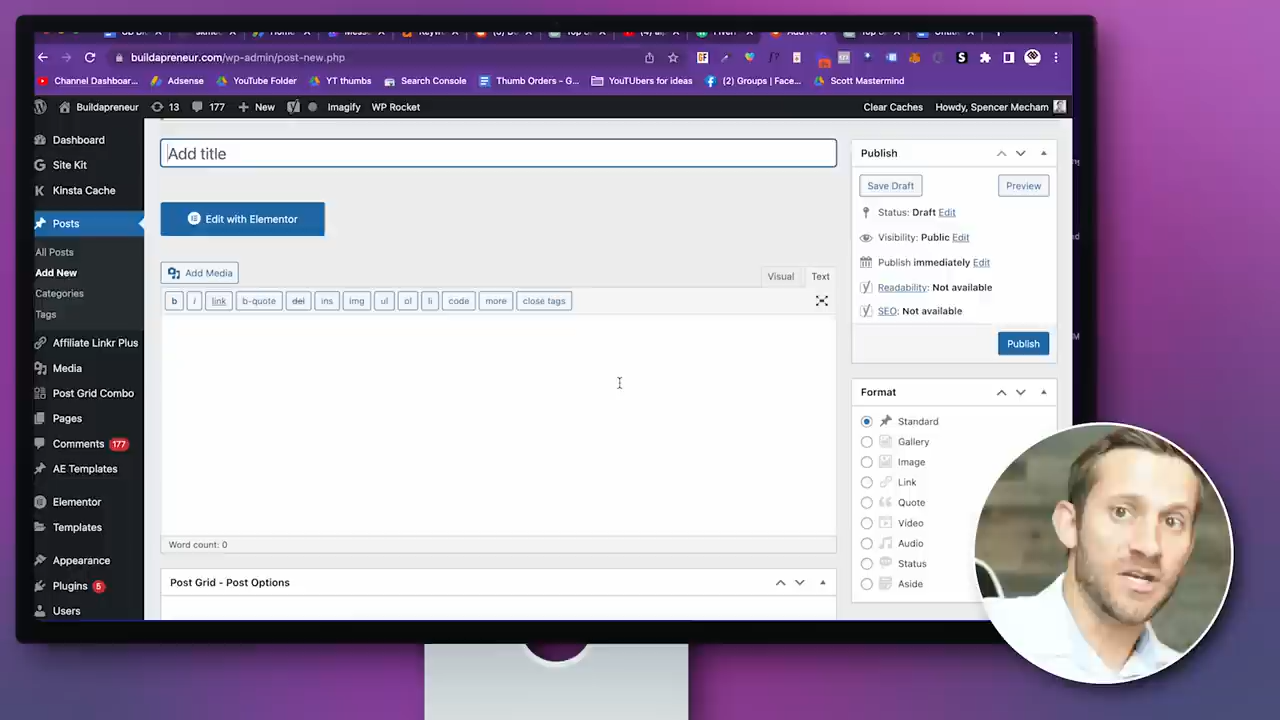 buildapreneur.com/wp-admin/post-new.php
Channel Dashboar... Adsense YouTube Folder YT thumbs Search Console Thumb Orders - G... YouTUbers for ideas (2) Groups | Face... Scott Mastermind
Buildapreneur 13 177 New Imagify WP Rocket Clear Caches Howdy, Spencer Mecham
Dashboard
Site Kit
Kinsta Cache
Posts
All Posts
Add New
Categories
Tags
Affiliate Linkr Plus
Media
Post Grid Combo
Pages
Comments 177
AE Templates
Elementor
Templates
Appearance
Plugins 5
Users
Add title
Edit with Elementor
Add Media
Visual Text
b i link b-quote del ins img ul ol li code more close tags
Word count: 0
Post Grid - Post Options
Publish
Save Draft Preview
Status: Draft Edit
Visibility: Public Edit
Publish immediately Edit
Readability: Not available
SEO: Not available
Publish
Format
Standard
Gallery
Image
Link
Quote
Video
Audio
Status
Aside